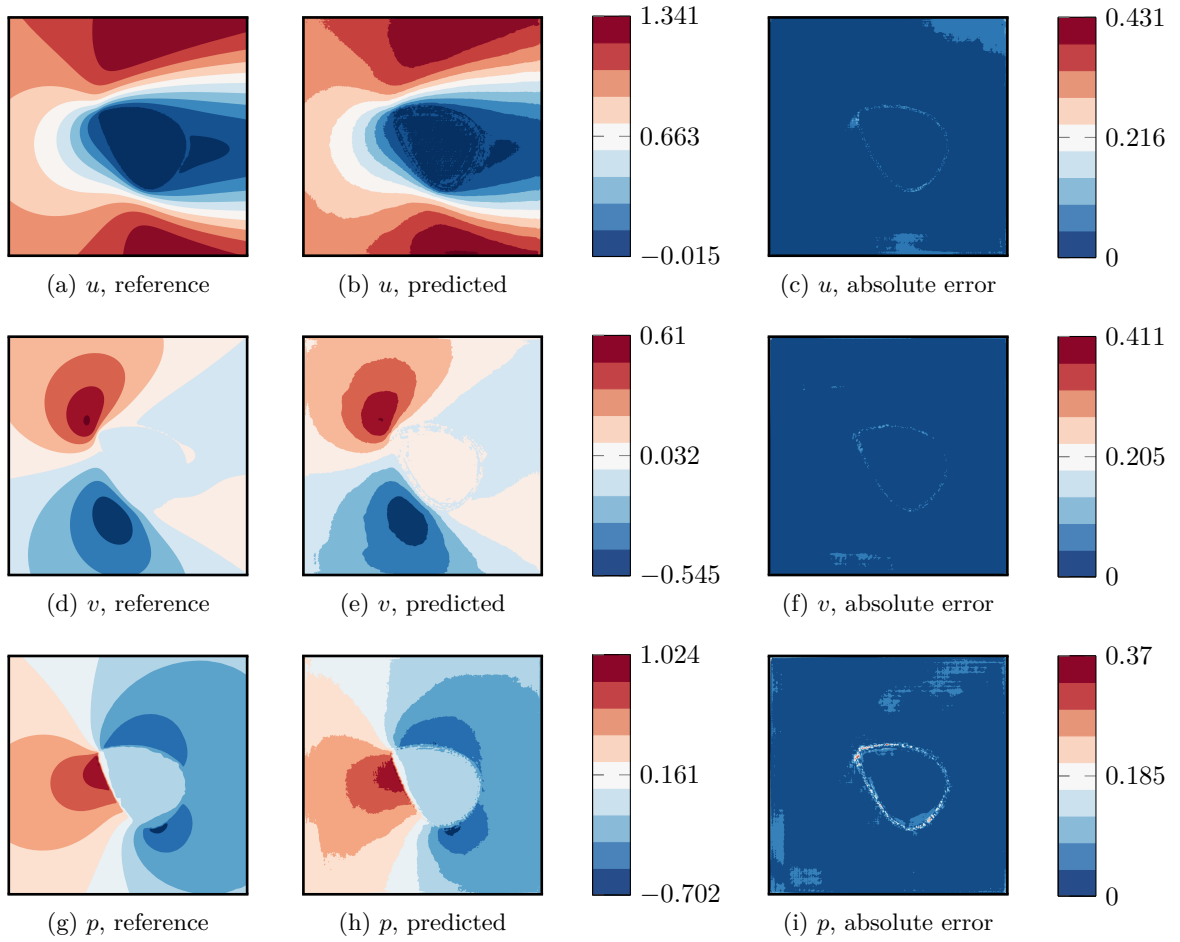 1.341
0.663
−0.015
0.431
0.216
0
(a) u, reference
(b) u, predicted
(c) u, absolute error
0.61
0.032
−0.545
0.411
0.205
0
(d) v, reference
(e) v, predicted
(f) v, absolute error
1.024
0.161
−0.702
0.37
0.185
0
(g) p, reference
(h) p, predicted
(i) p, absolute error